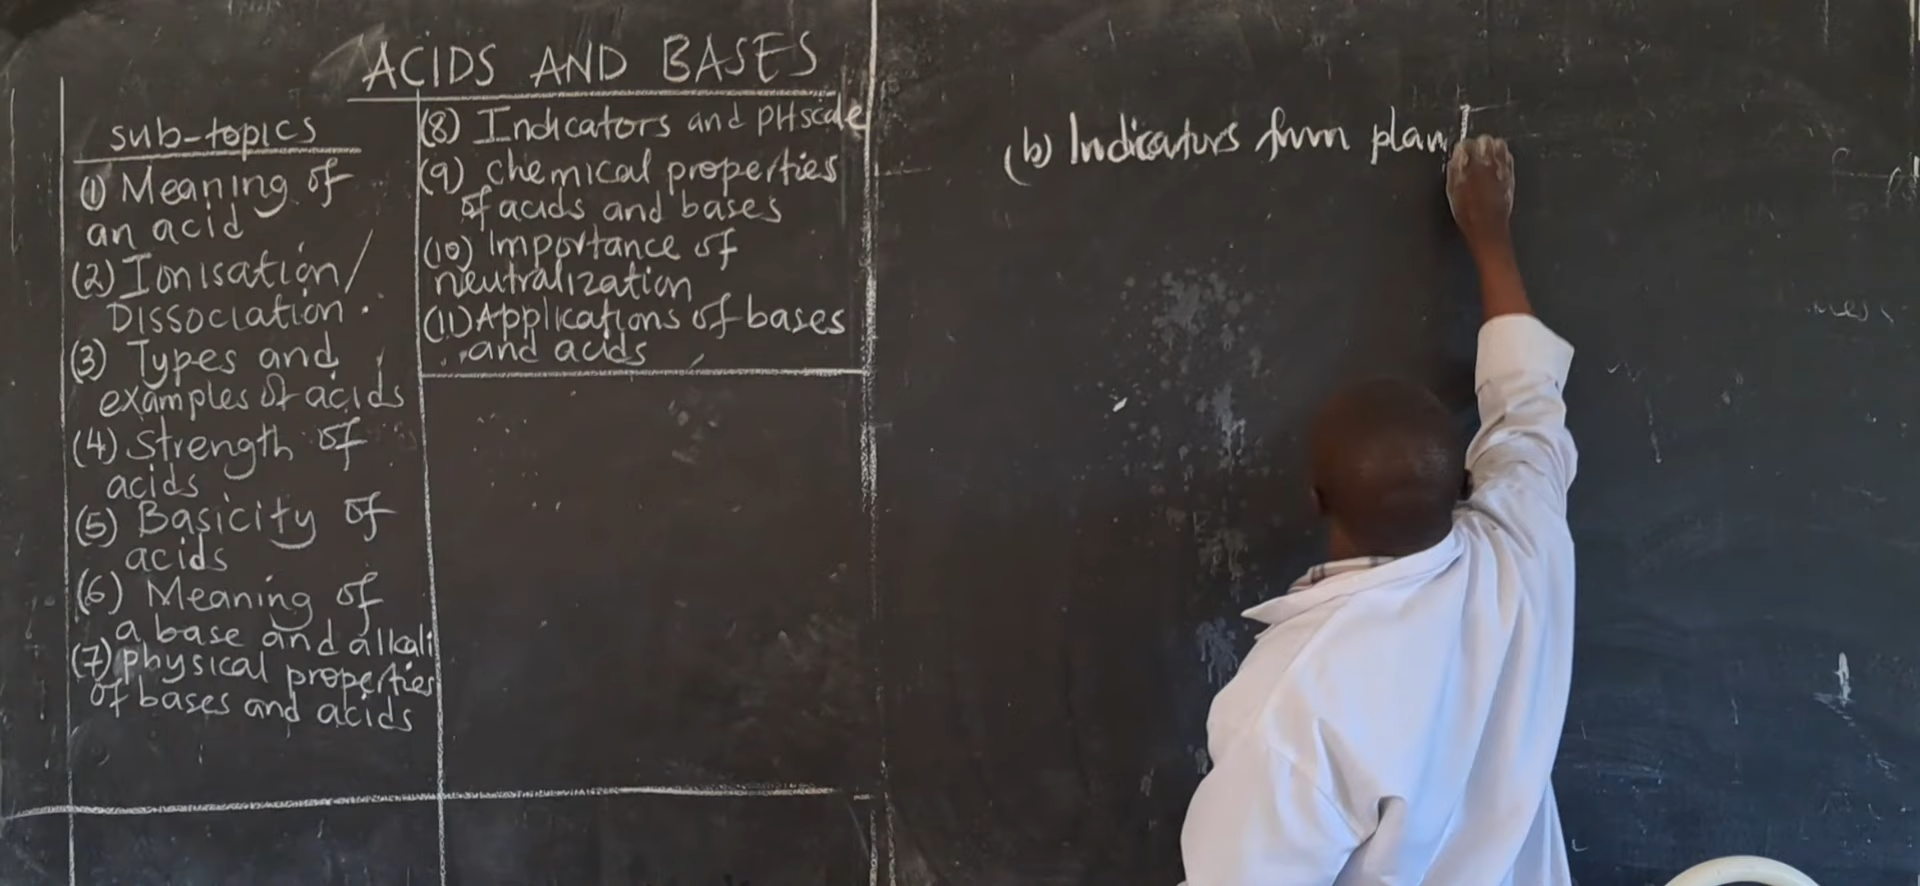 ACIDS AND BASES
sub-topics
(1) Meaning of
an acid
(2) Ionisation/
Dissociation.
(3) Types and
examples of acids
(4) Strength of
acids
(5) Basicity of
acids
(6) Meaning of
a base and alkali
(7) physical properties
of bases and acids
(8) Indicators and PHscale
(9) chemical properties
of acids and bases
(10) Importance of
neutralization
(11) Applications of bases
and acids
(b) Indicators from plant